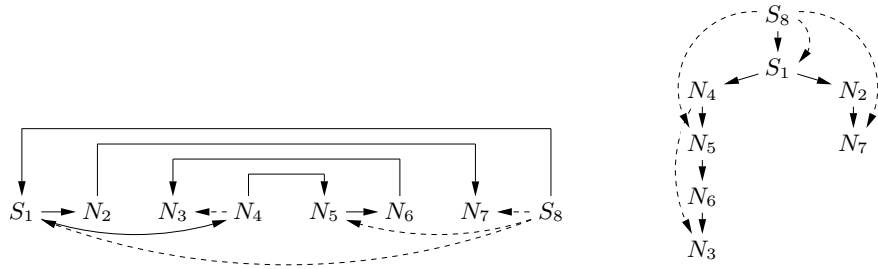 S₁ N₂ N₃ N₄ N₅ N₆ N₇ S₈
S₈
S₁
N₄ N₂
N₅ N₇
N₆
N₃